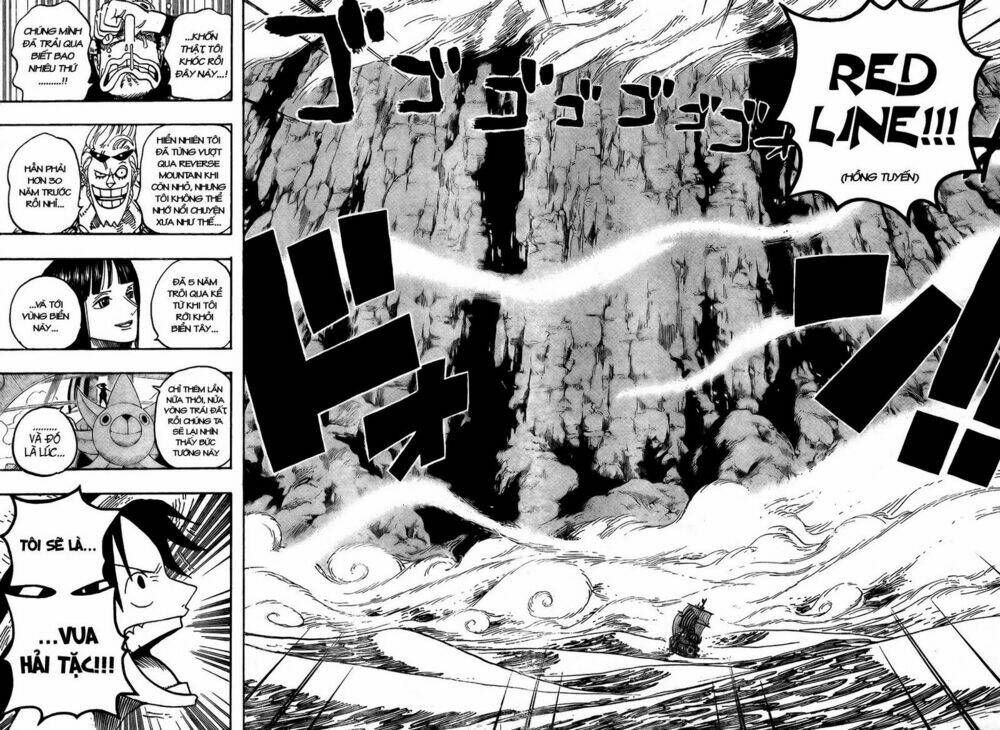 RED
LINE!!!
(HỒNG TUYẾN)
ゴゴゴゴゴゴゴ
ドォン!!
...KHỐN
THẬT, TÔI
KHÓC RỒI
ĐÂY NÀY...!
CHÚNG MÌNH
ĐÃ TRẢI QUA
BIẾT BAO
NHIÊU THỨ
..........!!
HIỂN NHIÊN TÔI
ĐÃ TỪNG VƯỢT
QUA REVERSE
MOUNTAIN KHI
CÒN NHỎ, NHƯNG
TÔI KHÔNG THỂ
NHỚ NỔI CHUYỆN
XƯA NHƯ THẾ...
HẲN PHẢI
HƠN 30
NĂM TRƯỚC
RỒI NHỈ...
ĐÃ 5 NĂM
TRÔI QUA KỂ
TỪ KHI TÔI
RỜI KHỎI
BIỂN TÂY...
...VÀ TỚI
VÙNG BIỂN
NÀY...
CHỈ THÊM LẦN
NỮA THÔI, NỬA
VÒNG TRÁI ĐẤT,
RỒI CHÚNG TA
SẼ LẠI NHÌN
THẤY BỨC
TƯỜNG NÀY
.........
VÀ ĐÓ
LÀ LÚC...
TÔI SẼ LÀ...
...VUA
HẢI TẶC!!!